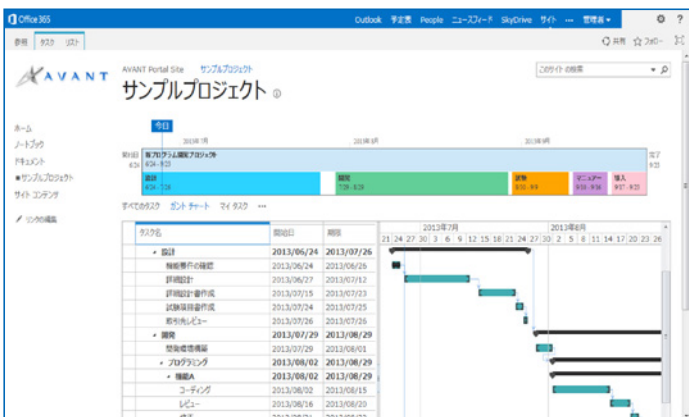 Office 365
Outlook 予定表 People ニュースフィード SkyDrive サイト ... 管理者 ?
参照 タスク リスト
共有 フォロー
AVANT
AVANT Portal Site サンプルプロジェクト
サンプルプロジェクト
このサイトの検索
ホーム
ノートブック
ドキュメント
サンプルプロジェクト
サイト コンテンツ
リンクの編集
今日
2013年7月 2013年8月 2013年9月
開始日
6/24
新プログラム開発プロジェクト
6/24 - 9/23
完了
9/23
設計
6/24 - 7/26
開発
7/29 - 8/29
試験
8/30 - 9/9
マニュアル
9/10 - 9/16
導入
9/17 - 9/23
すべてのタスク ガント チャート マイ タスク ...
タスク名 開始日 期限
2013年7月 2013年8月
21 24 27 30 3 6 9 12 15 18 21 24 27 30 2 5 8 11 14 17 20 23 26
設計 2013/06/24 2013/07/26
機能要件の確認 2013/06/24 2013/06/26
詳細設計 2013/06/27 2013/07/12
詳細設計書作成 2013/07/15 2013/07/23
試験項目書作成 2013/07/24 2013/07/25
取引先レビュー 2013/07/26 2013/07/26
開発 2013/07/29 2013/08/29
開発環境構築 2013/07/29 2013/08/01
プログラミング 2013/08/02 2013/08/29
機能A 2013/08/02 2013/08/29
コーディング 2013/08/02 2013/08/15
レビュー 2013/08/16 2013/08/20